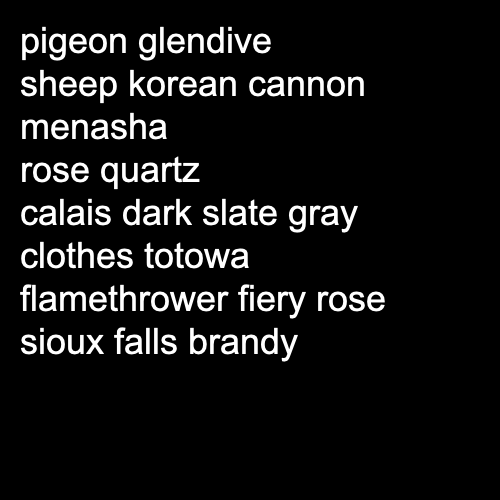 pigeon glendive
sheep korean cannon
menasha
rose quartz
calais dark slate gray
clothes totowa
flamethrower fiery rose
sioux falls brandy